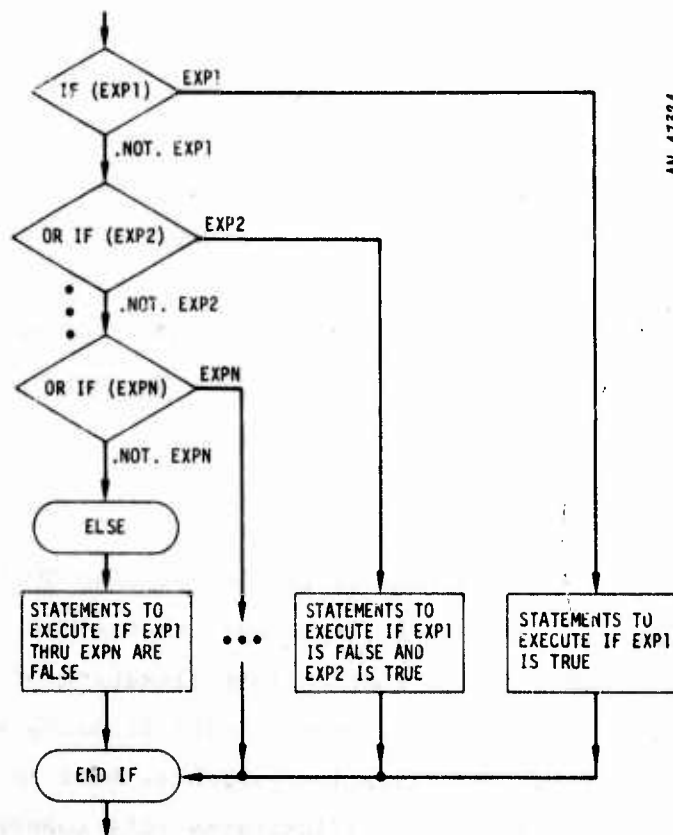 IF (EXP1)
EXP1
.NOT. EXP1
OR IF (EXP2)
EXP2
.NOT. EXP2
OR IF (EXPN)
EXPN
.NOT. EXPN
ELSE
STATEMENTS TO
EXECUTE IF EXP1
THRU EXPN ARE
FALSE
STATEMENTS TO
EXECUTE IF EXP1
IS FALSE AND
EXP2 IS TRUE
STATEMENTS TO
EXECUTE IF EXP1
IS TRUE
END IF